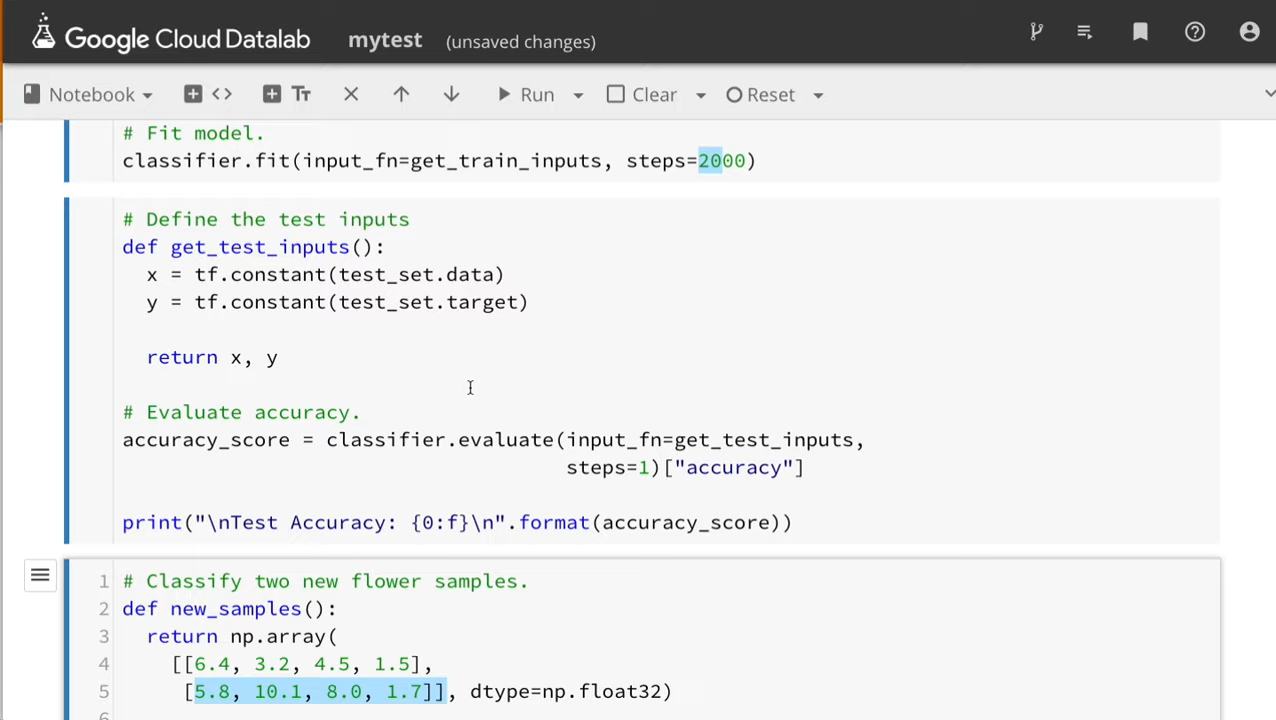 Google Cloud Datalab mytest (unsaved changes)
Notebook <> Tт Run Clear Reset
# Fit model.
classifier.fit(input_fn=get_train_inputs, steps=2000)
# Define the test inputs
def get_test_inputs():
x = tf.constant(test_set.data)
y = tf.constant(test_set.target)
return x, y
# Evaluate accuracy.
accuracy_score = classifier.evaluate(input_fn=get_test_inputs,
steps=1)["accuracy"]
print("\nTest Accuracy: {0:f}\n".format(accuracy_score))
1 # Classify two new flower samples.
2 def new_samples():
3 return np.array(
4 [[6.4, 3.2, 4.5, 1.5],
5 [5.8, 10.1, 8.0, 1.7]], dtype=np.float32)